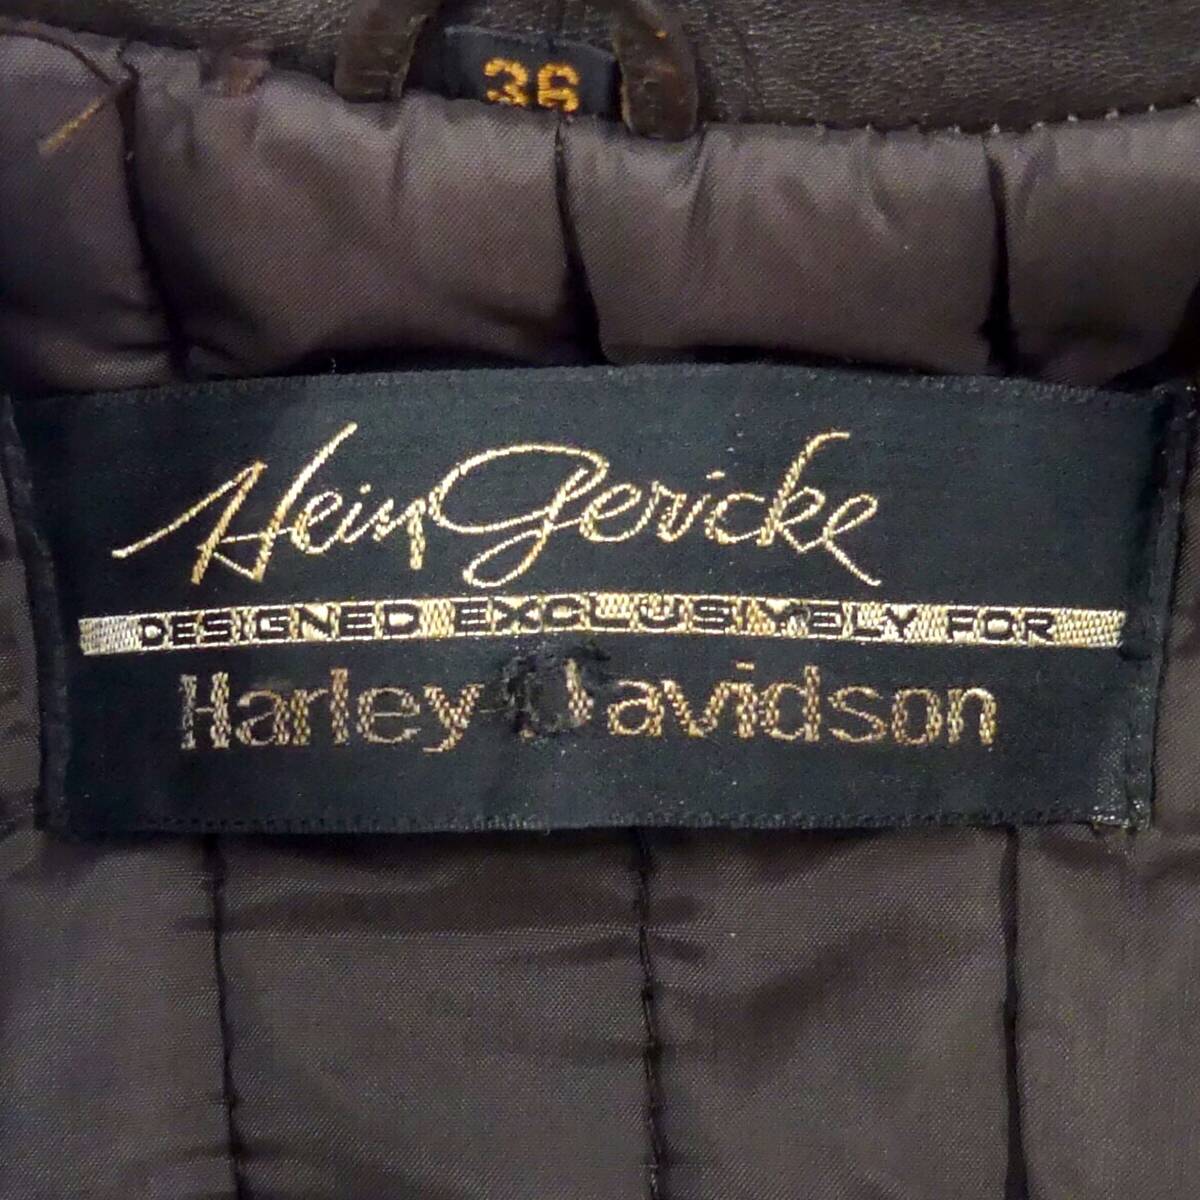 36
Hein Gericke
DESIGNED EXCLUSIVELY FOR
Harley Davidson